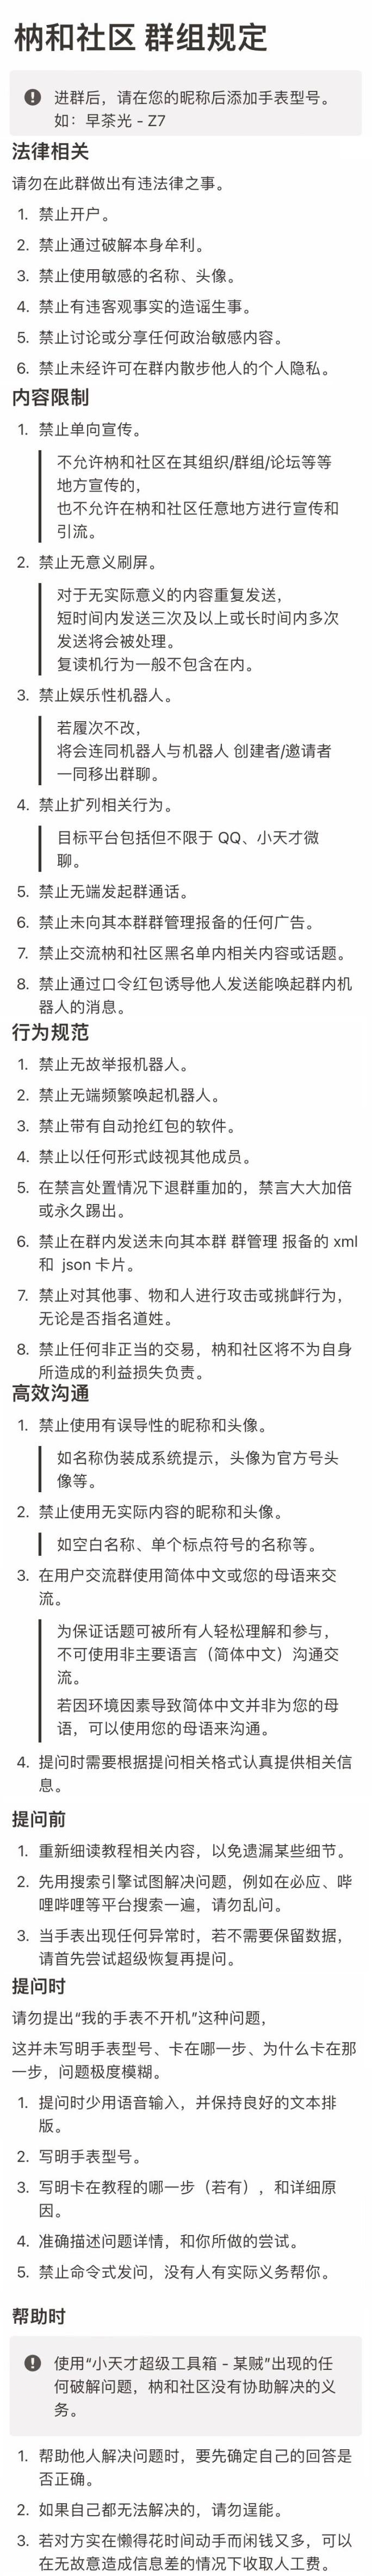 枘和社区 群组规定
进群后，请在您的昵称后添加手表型号。
如：早茶光 - Z7
法律相关
请勿在此群做出有违法律之事。
1. 禁止开户。
2. 禁止通过破解本身牟利。
3. 禁止使用敏感的名称、头像。
4. 禁止有违客观事实的造谣生事。
5. 禁止讨论或分享任何政治敏感内容。
6. 禁止未经许可在群内散步他人的个人隐私。
内容限制
1. 禁止单向宣传。
不允许枘和社区在其组织/群组/论坛等等
地方宣传的，
也不允许在枘和社区任意地方进行宣传和
引流。
2. 禁止无意义刷屏。
对于无实际意义的内容重复发送，
短时间内发送三次及以上或长时间内多次
发送将会被处理。
复读机行为一般不包含在内。
3. 禁止娱乐性机器人。
若履次不改，
将会连同机器人与机器人 创建者/邀请者
一同移出群聊。
4. 禁止扩列相关行为。
目标平台包括但不限于 QQ、小天才微
聊。
5. 禁止无端发起群通话。
6. 禁止未向其本群群管理报备的任何广告。
7. 禁止交流枘和社区黑名单内相关内容或话题。
8. 禁止通过口令红包诱导他人发送能唤起群内机
器人的消息。
行为规范
1. 禁止无故举报机器人。
2. 禁止无端频繁唤起机器人。
3. 禁止带有自动抢红包的软件。
4. 禁止以任何形式歧视其他成员。
5. 在禁言处置情况下退群重加的，禁言大大加倍
或永久踢出。
6. 禁止在群内发送未向其本群 群管理 报备的 xml
和 json 卡片。
7. 禁止对其他事、物和人进行攻击或挑衅行为，
无论是否指名道姓。
8. 禁止任何非正当的交易，枘和社区将不为自身
所造成的利益损失负责。
高效沟通
1. 禁止使用有误导性的昵称和头像。
如名称伪装成系统提示，头像为官方号头
像等。
2. 禁止使用无实际内容的昵称和头像。
如空白名称、单个标点符号的名称等。
3. 在用户交流群使用简体中文或您的母语来交
流。
为保证话题可被所有人轻松理解和参与，
不可使用非主要语言（简体中文）沟通交
流。
若因环境因素导致简体中文并非为您的母
语，可以使用您的母语来沟通。
4. 提问时需要根据提问相关格式认真提供相关信
息。
提问前
1. 重新细读教程相关内容，以免遗漏某些细节。
2. 先用搜索引擎试图解决问题，例如在必应、哔
哩哔哩等平台搜索一遍，请勿乱问。
3. 当手表出现任何异常时，若不需要保留数据，
请首先尝试超级恢复再提问。
提问时
请勿提出“我的手表不开机”这种问题，
这并未写明手表型号、卡在哪一步、为什么卡在那
一步，问题极度模糊。
1. 提问时少用语音输入，并保持良好的文本排
版。
2. 写明手表型号。
3. 写明卡在教程的哪一步（若有），和详细原
因。
4. 准确描述问题详情，和你所做的尝试。
5. 禁止命令式发问，没有人有实际义务帮你。
帮助时
使用“小天才超级工具箱 - 某贼”出现的任
何破解问题，枘和社区没有协助解决的义
务。
1. 帮助他人解决问题时，要先确定自己的回答是
否正确。
2. 如果自己都无法解决的，请勿逞能。
3. 若对方实在懒得花时间动手而闲钱又多，可以
在无故意造成信息差的情况下收取人工费。